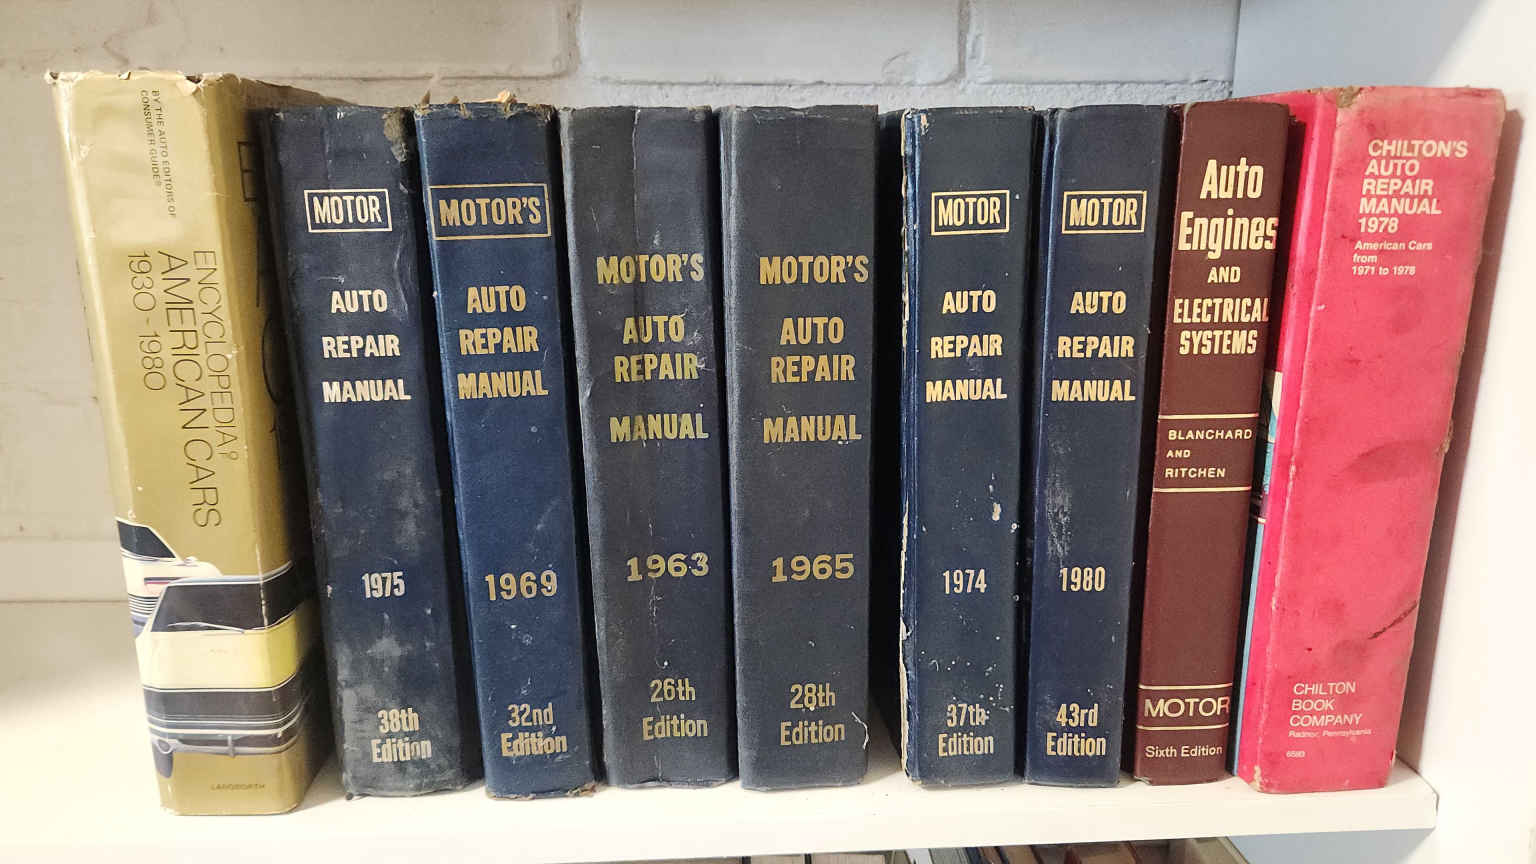 BY THE AUTO EDITORS OF
CONSUMER GUIDE®
ENCYCLOPEDIA OF
AMERICAN CARS
1930-1980
LANGWORTH
MOTOR
AUTO
REPAIR
MANUAL
1975
38th
Edition
MOTOR'S
AUTO
REPAIR
MANUAL
1969
32nd
Edition
MOTOR'S
AUTO
REPAIR
MANUAL
1963
26th
Edition
MOTOR'S
AUTO
REPAIR
MANUAL
1965
28th
Edition
MOTOR
AUTO
REPAIR
MANUAL
1974
37th
Edition
MOTOR
AUTO
REPAIR
MANUAL
1980
43rd
Edition
Auto
Engines
AND
ELECTRICAL
SYSTEMS
BLANCHARD
AND
RITCHEN
MOTOR
Sixth Edition
CHILTON'S
AUTO
REPAIR
MANUAL
1978
American Cars
from
1971 to 1978
CHILTON
BOOK
COMPANY
Radnor, Pennsylvania